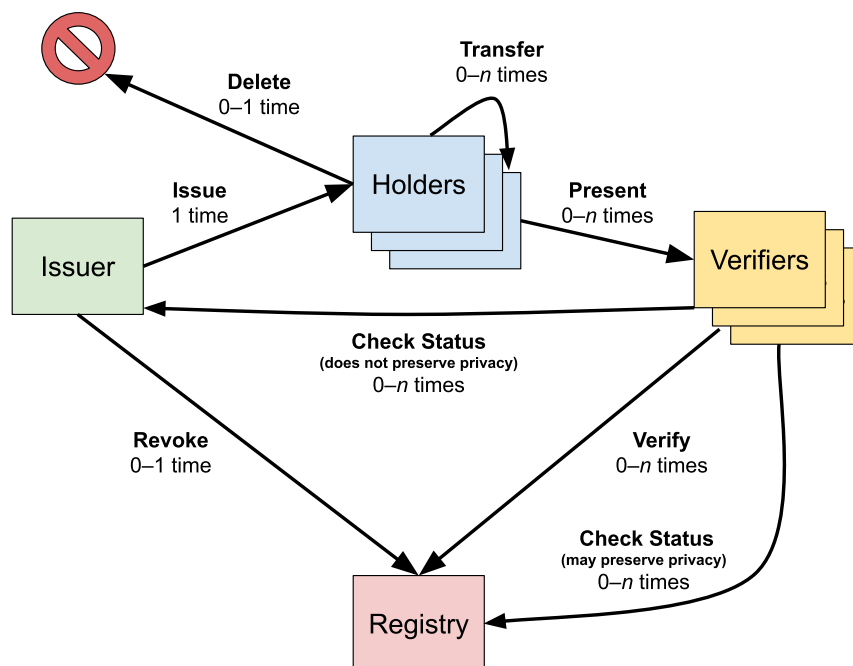 Transfer
0–n times
Delete
0–1 time
Holders
Issue
1 time
Present
0–n times
Issuer
Verifiers
Check Status
(does not preserve privacy)
0–n times
Revoke
0–1 time
Verify
0–n times
Check Status
(may preserve privacy)
0–n times
Registry